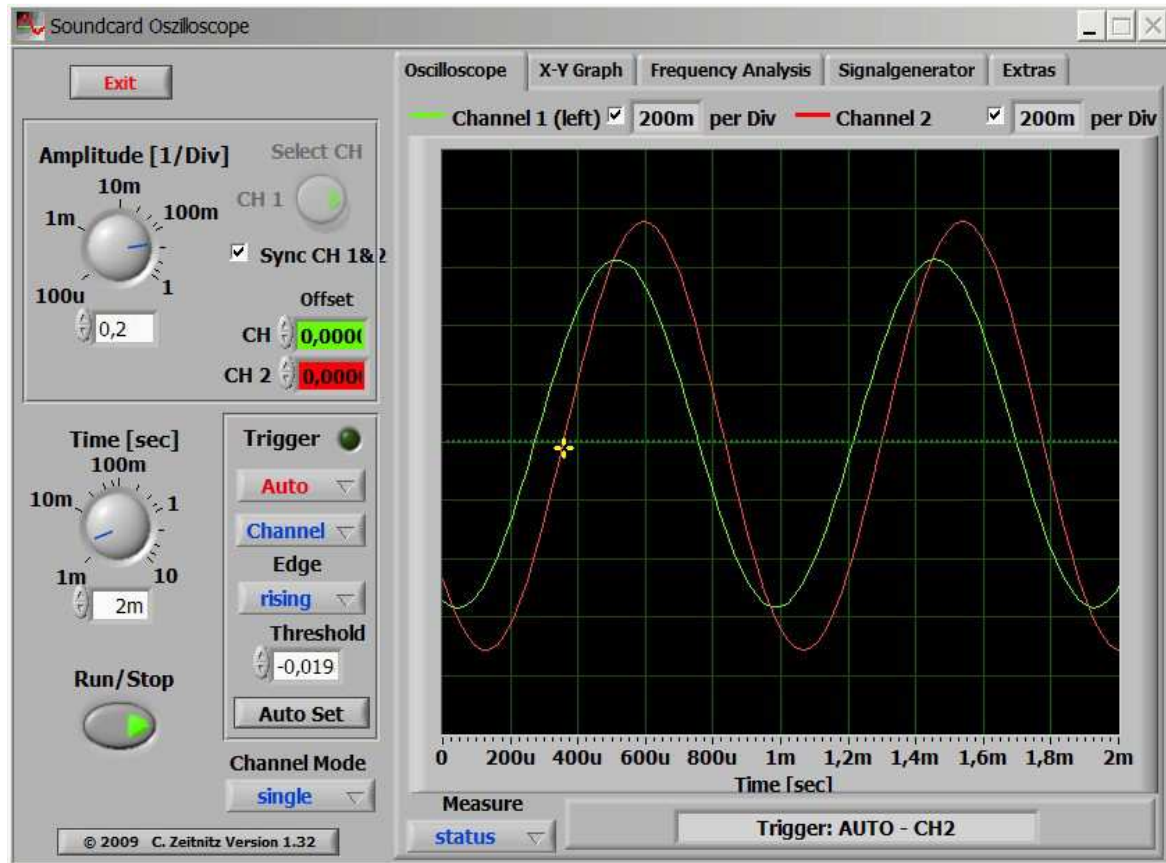 Soundcard Oszilloscope
Exit
Amplitude [1/Div]
Select CH
10m
CH 1
1m
100m
Sync CH 1&2
100u
1
Offset
0,2
CH 0,0000
CH 2 0,0000
Time [sec]
100m
10m
1
1m
10
2m
Run/Stop
Trigger
Auto
Channel
Edge
rising
Threshold
-0,019
Auto Set
Channel Mode
single
© 2009 C. Zeitnitz Version 1.32
Oscilloscope X-Y Graph Frequency Analysis Signalgenerator Extras
Channel 1 (left) 200m per Div Channel 2 200m per Div
0 200u 400u 600u 800u 1m 1,2m 1,4m 1,6m 1,8m 2m
Time [sec]
Measure
status
Trigger: AUTO - CH2